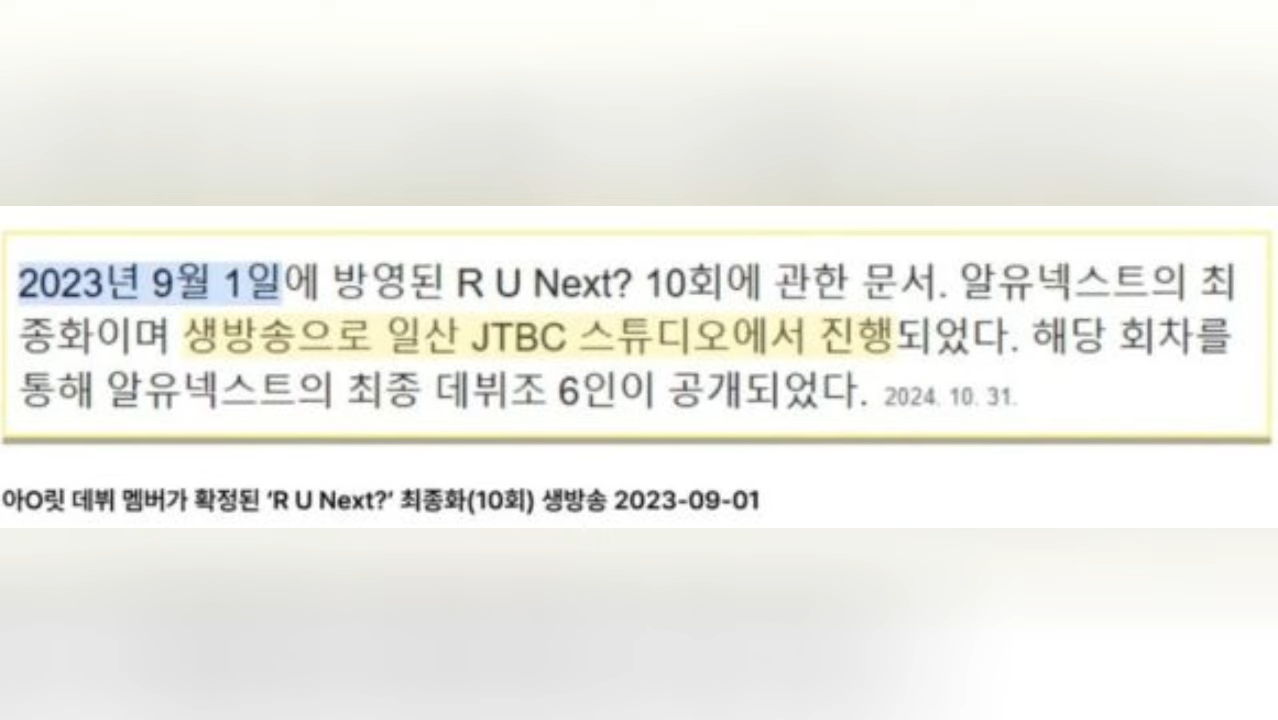 2023년 9월 1일에 방영된 R U Next? 10회에 관한 문서. 알유넥스트의 최
종화이며 생방송으로 일산 JTBC 스튜디오에서 진행되었다. 해당 회차를
통해 알유넥스트의 최종 데뷔조 6인이 공개되었다. 2024. 10. 31.
아O릿 데뷔 멤버가 확정된 ‘R U Next?’ 최종화(10회) 생방송 2023-09-01